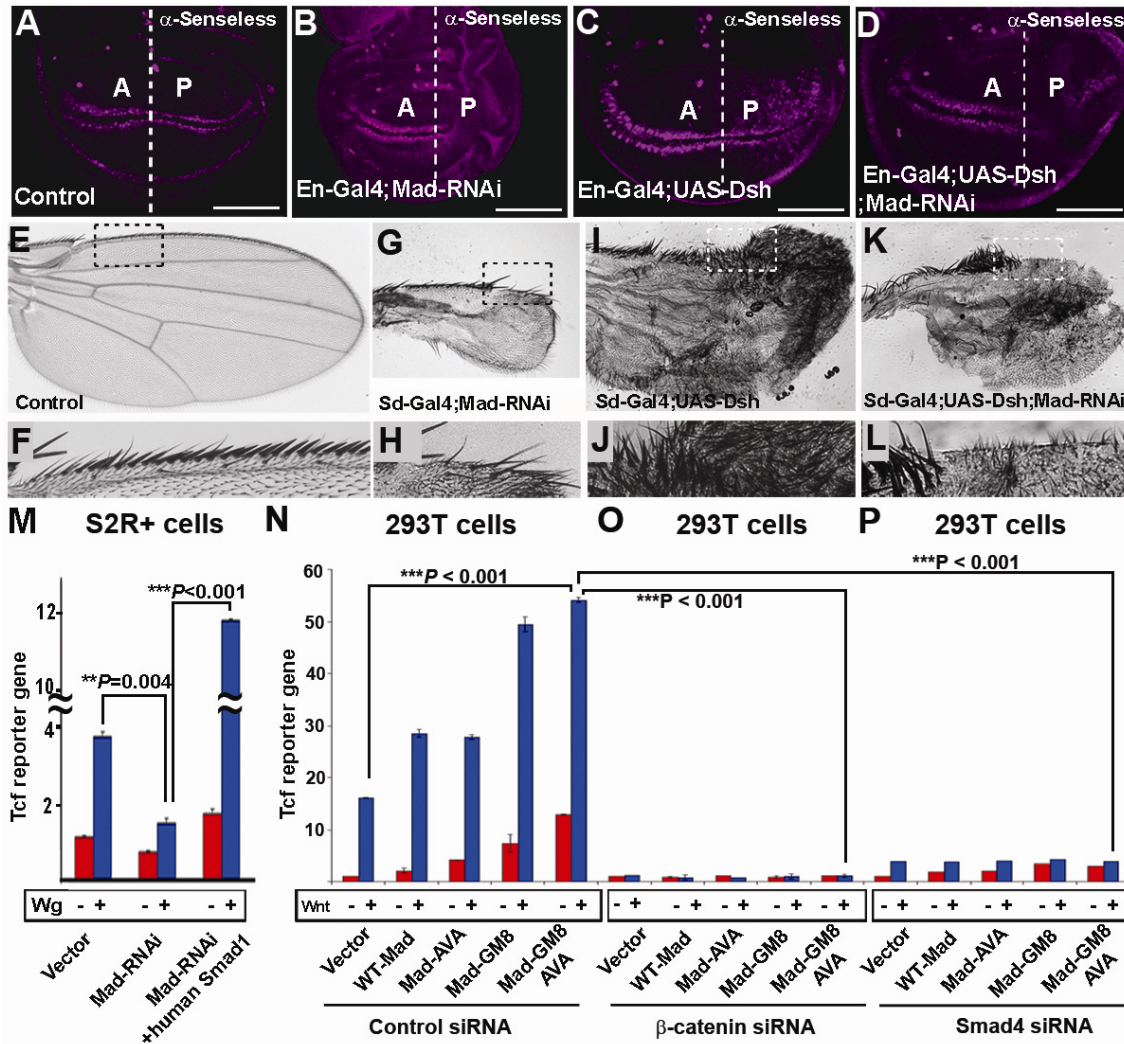 A
α-Senseless
A
P
Control
B
α-Senseless
A
P
En-Gal4;Mad-RNAi
C
α-Senseless
A
P
En-Gal4;UAS-Dsh
D
α-Senseless
A
P
En-Gal4;UAS-Dsh
;Mad-RNAi
E
Control
G
Sd-Gal4;Mad-RNAi
I
Sd-Gal4;UAS-Dsh
K
Sd-Gal4;UAS-Dsh;Mad-RNAi
F
H
J
L
M
S2R+ cells
Tcf reporter gene
12
10
4
2
**P=0.004
***P<0.001
Wg
- + - + - +
Vector
Mad-RNAi
Mad-RNAi
+human Smad1
N
293T cells
Tcf reporter gene
60
50
40
30
20
10
***P < 0.001
Wnt
- + - + - + - + - +
Vector
WT-Mad
Mad-AVA
Mad-GM8
Mad-GM8
AVA
Control siRNA
O
293T cells
***P < 0.001
- + - + - + - + - +
Vector
WT-Mad
Mad-AVA
Mad-GM8
Mad-GM8
AVA
β-catenin siRNA
P
293T cells
***P < 0.001
- + - + - + - + - +
Vector
WT-Mad
Mad-AVA
Mad-GM8
Mad-GM8
AVA
Smad4 siRNA